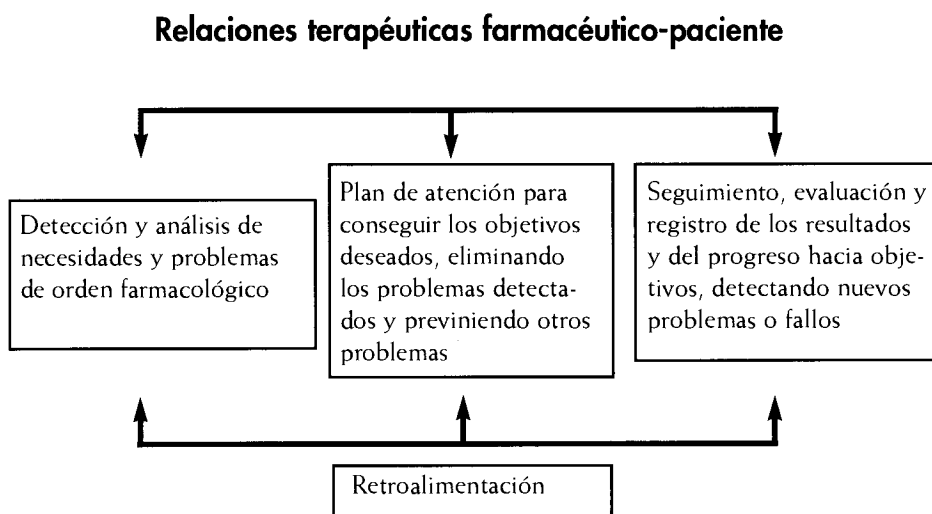 Relaciones terapéuticas farmacéutico-paciente
Detección y análisis de
necesidades y problemas
de orden farmacológico
Plan de atención para
conseguir los objetivos
deseados, eliminando
los problemas detecta-
dos y previniendo otros
problemas
Seguimiento, evaluación y
registro de los resultados
y del progreso hacia obje-
tivos, detectando nuevos
problemas o fallos
Retroalimentación